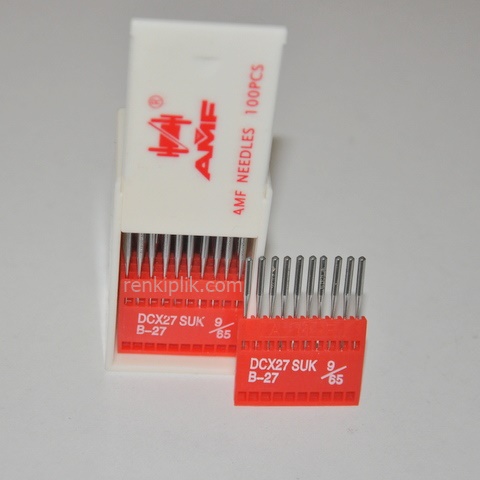 ®
AMF
AMF NEEDLES 100PCS
renkiplik.com
DCX27 SUK 9/65
B-27
DCX27 SUK 9/65
B-27